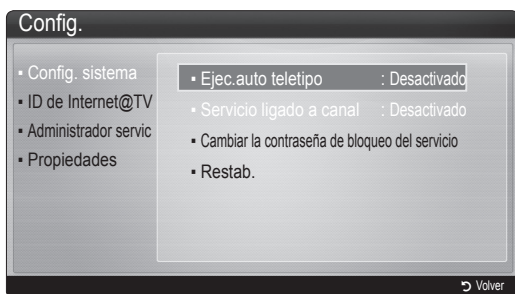 Config.
▪ Config. sistema
▪ ID de Internet@TV
▪ Administrador servic
▪ Propiedades
▪ Ejec.auto teletipo : Desactivado
▪ Servicio ligado a canal : Desactivado
▪ Cambiar la contraseña de bloqueo del servicio
▪ Restab.
Volver